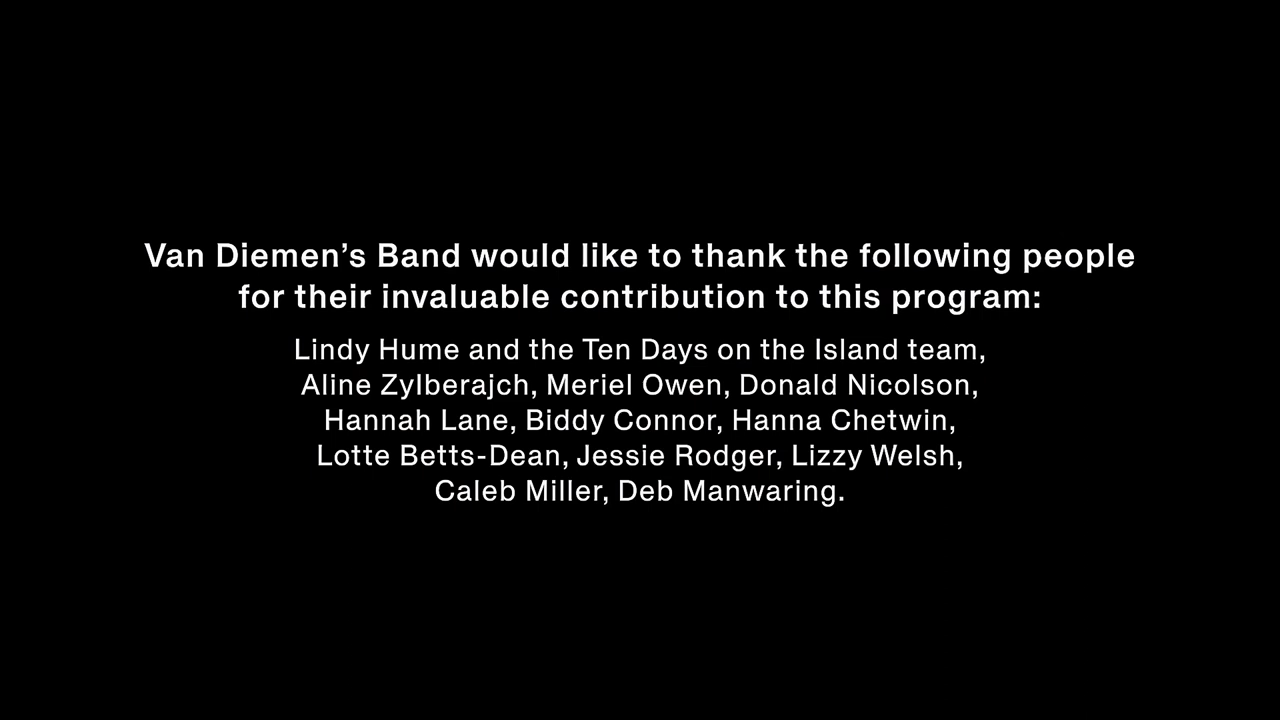 Van Diemen’s Band would like to thank the following people
for their invaluable contribution to this program:
Lindy Hume and the Ten Days on the Island team,
Aline Zylberajch, Meriel Owen, Donald Nicolson,
Hannah Lane, Biddy Connor, Hanna Chetwin,
Lotte Betts-Dean, Jessie Rodger, Lizzy Welsh,
Caleb Miller, Deb Manwaring.